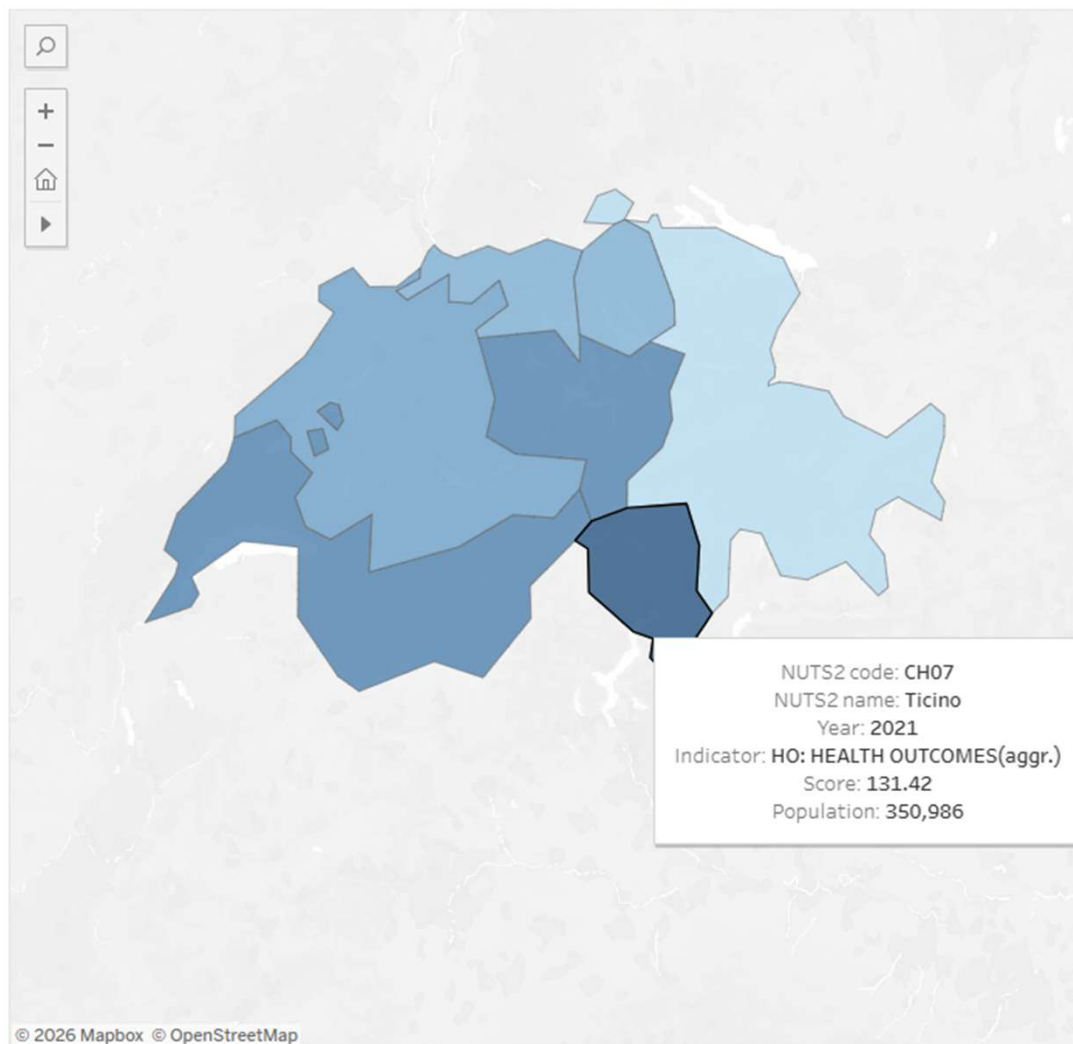 NUTS2 code: CH07
NUTS2 name: Ticino
Year: 2021
Indicator: HO: HEALTH OUTCOMES(aggr.)
Score: 131.42
Population: 350,986
© 2026 Mapbox © OpenStreetMap